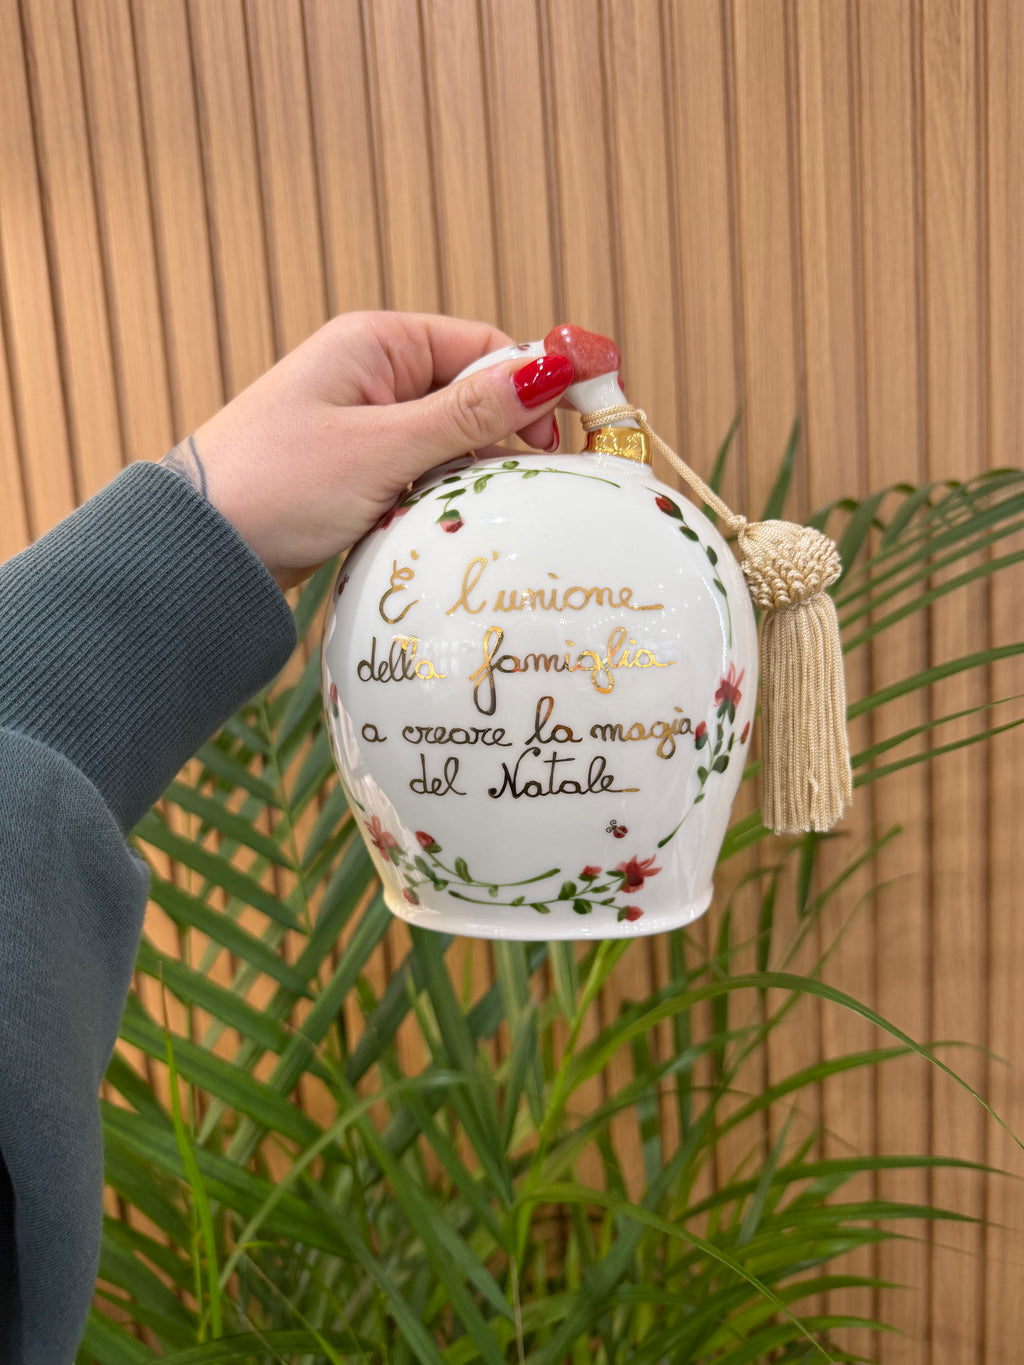 È l'unione
della famiglia
a creare la magia
del Natale